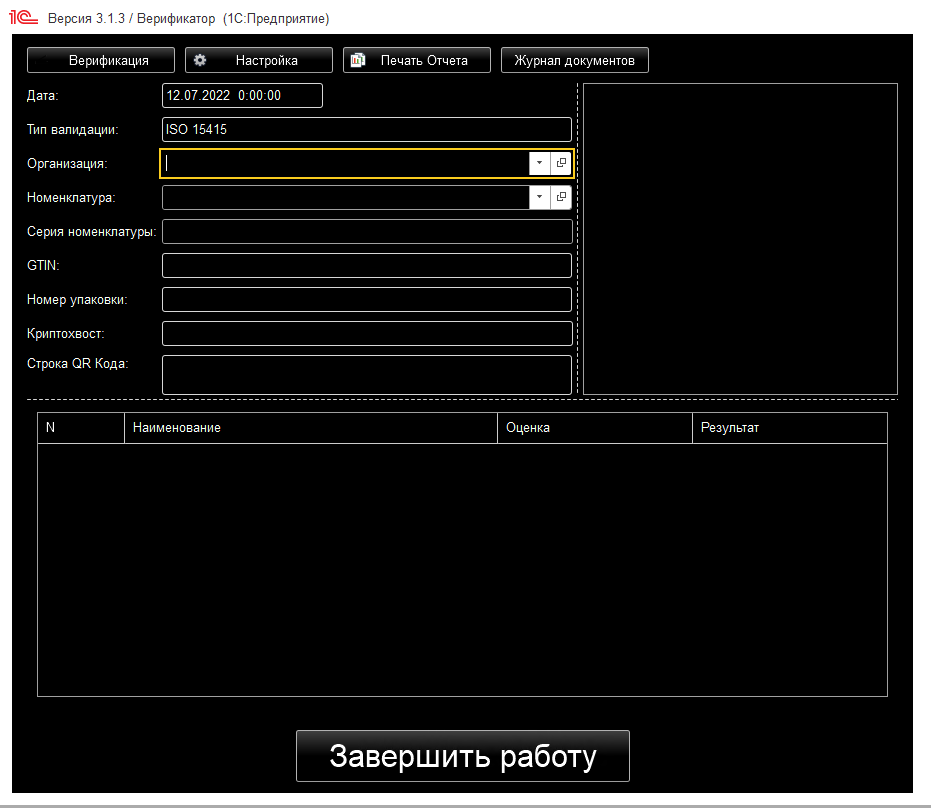 1С Версия 3.1.3 / Верификатор (1С:Предприятие)
Верификация Настройка Печать Отчета Журнал документов
Дата: 12.07.2022 0:00:00
Тип валидации: ISO 15415
Организация:
Номенклатура:
Серия номенклатуры:
GTIN:
Номер упаковки:
Криптохвост:
Строка QR Кода:
N Наименование Оценка Результат
Завершить работу